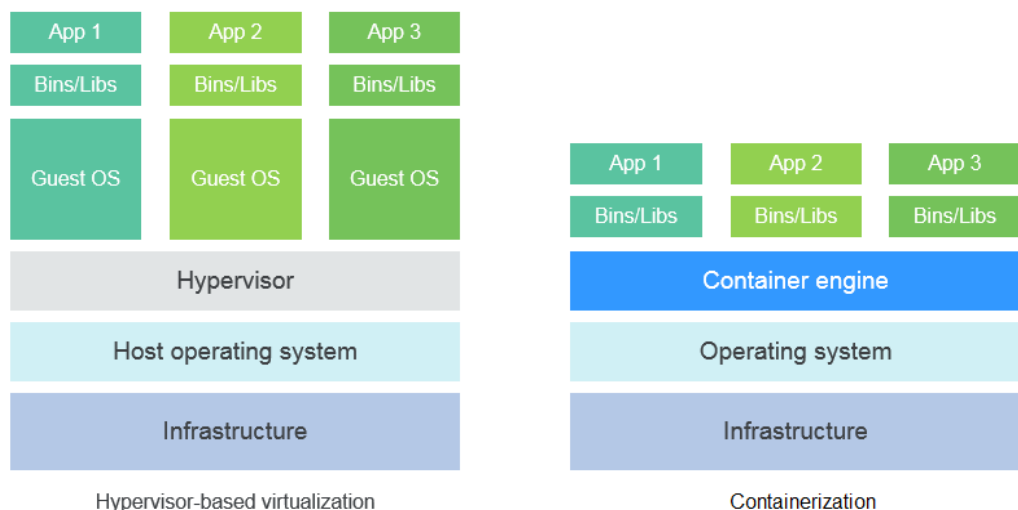 App 1
App 2
App 3
Bins/Libs
Bins/Libs
Bins/Libs
Guest OS
Guest OS
Guest OS
Hypervisor
Host operating system
Infrastructure
Hypervisor-based virtualization
App 1
App 2
App 3
Bins/Libs
Bins/Libs
Bins/Libs
Container engine
Operating system
Infrastructure
Containerization